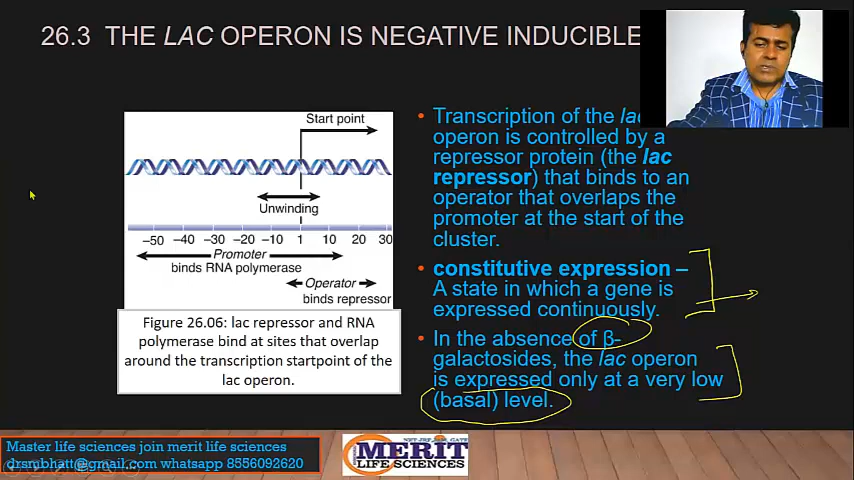 26.3 THE LAC OPERON IS NEGATIVE INDUCIBLE
Start point
Unwinding
–50 –40 –30 –20 –10 1 10 20 30
Promoter
binds RNA polymerase
Operator
binds repressor
Figure 26.06: lac repressor and RNA
polymerase bind at sites that overlap
around the transcription startpoint of the
lac operon.
• Transcription of the lac
operon is controlled by a
repressor protein (the lac
repressor) that binds to an
operator that overlaps the
promoter at the start of the
cluster.
• constitutive expression –
A state in which a gene is
expressed continuously.
• In the absence of β-
galactosides, the lac operon
is expressed only at a very low
(basal) level.
Master life sciences join merit life sciences
drsmbhatt@gmail.com whatsapp 8556092620
NET-JRF, ICMR, GATE
MERIT
LIFE SCIENCES